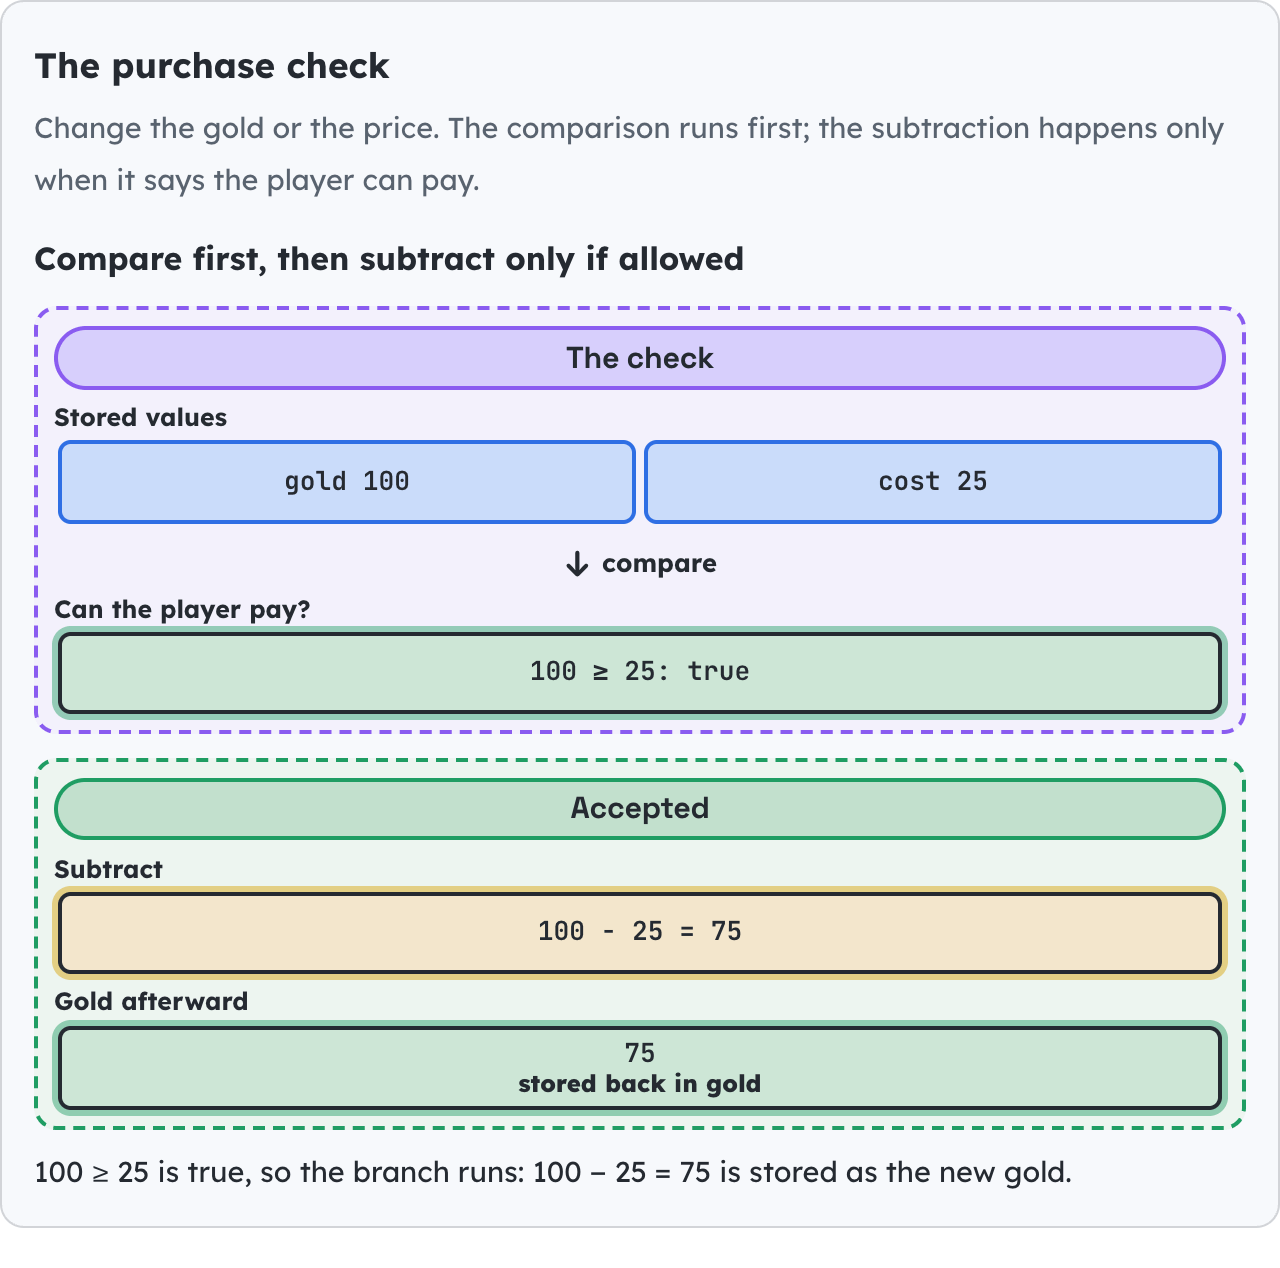 The purchase check
Change the gold or the price. The comparison runs first; the subtraction happens only
when it says the player can pay.
Compare first, then subtract only if allowed
The check
Stored values
gold 100
cost 25
↓ compare
Can the player pay?
100 ≥ 25: true
Accepted
Subtract
100 - 25 = 75
Gold afterward
75
stored back in gold
100 ≥ 25 is true, so the branch runs: 100 − 25 = 75 is stored as the new gold.